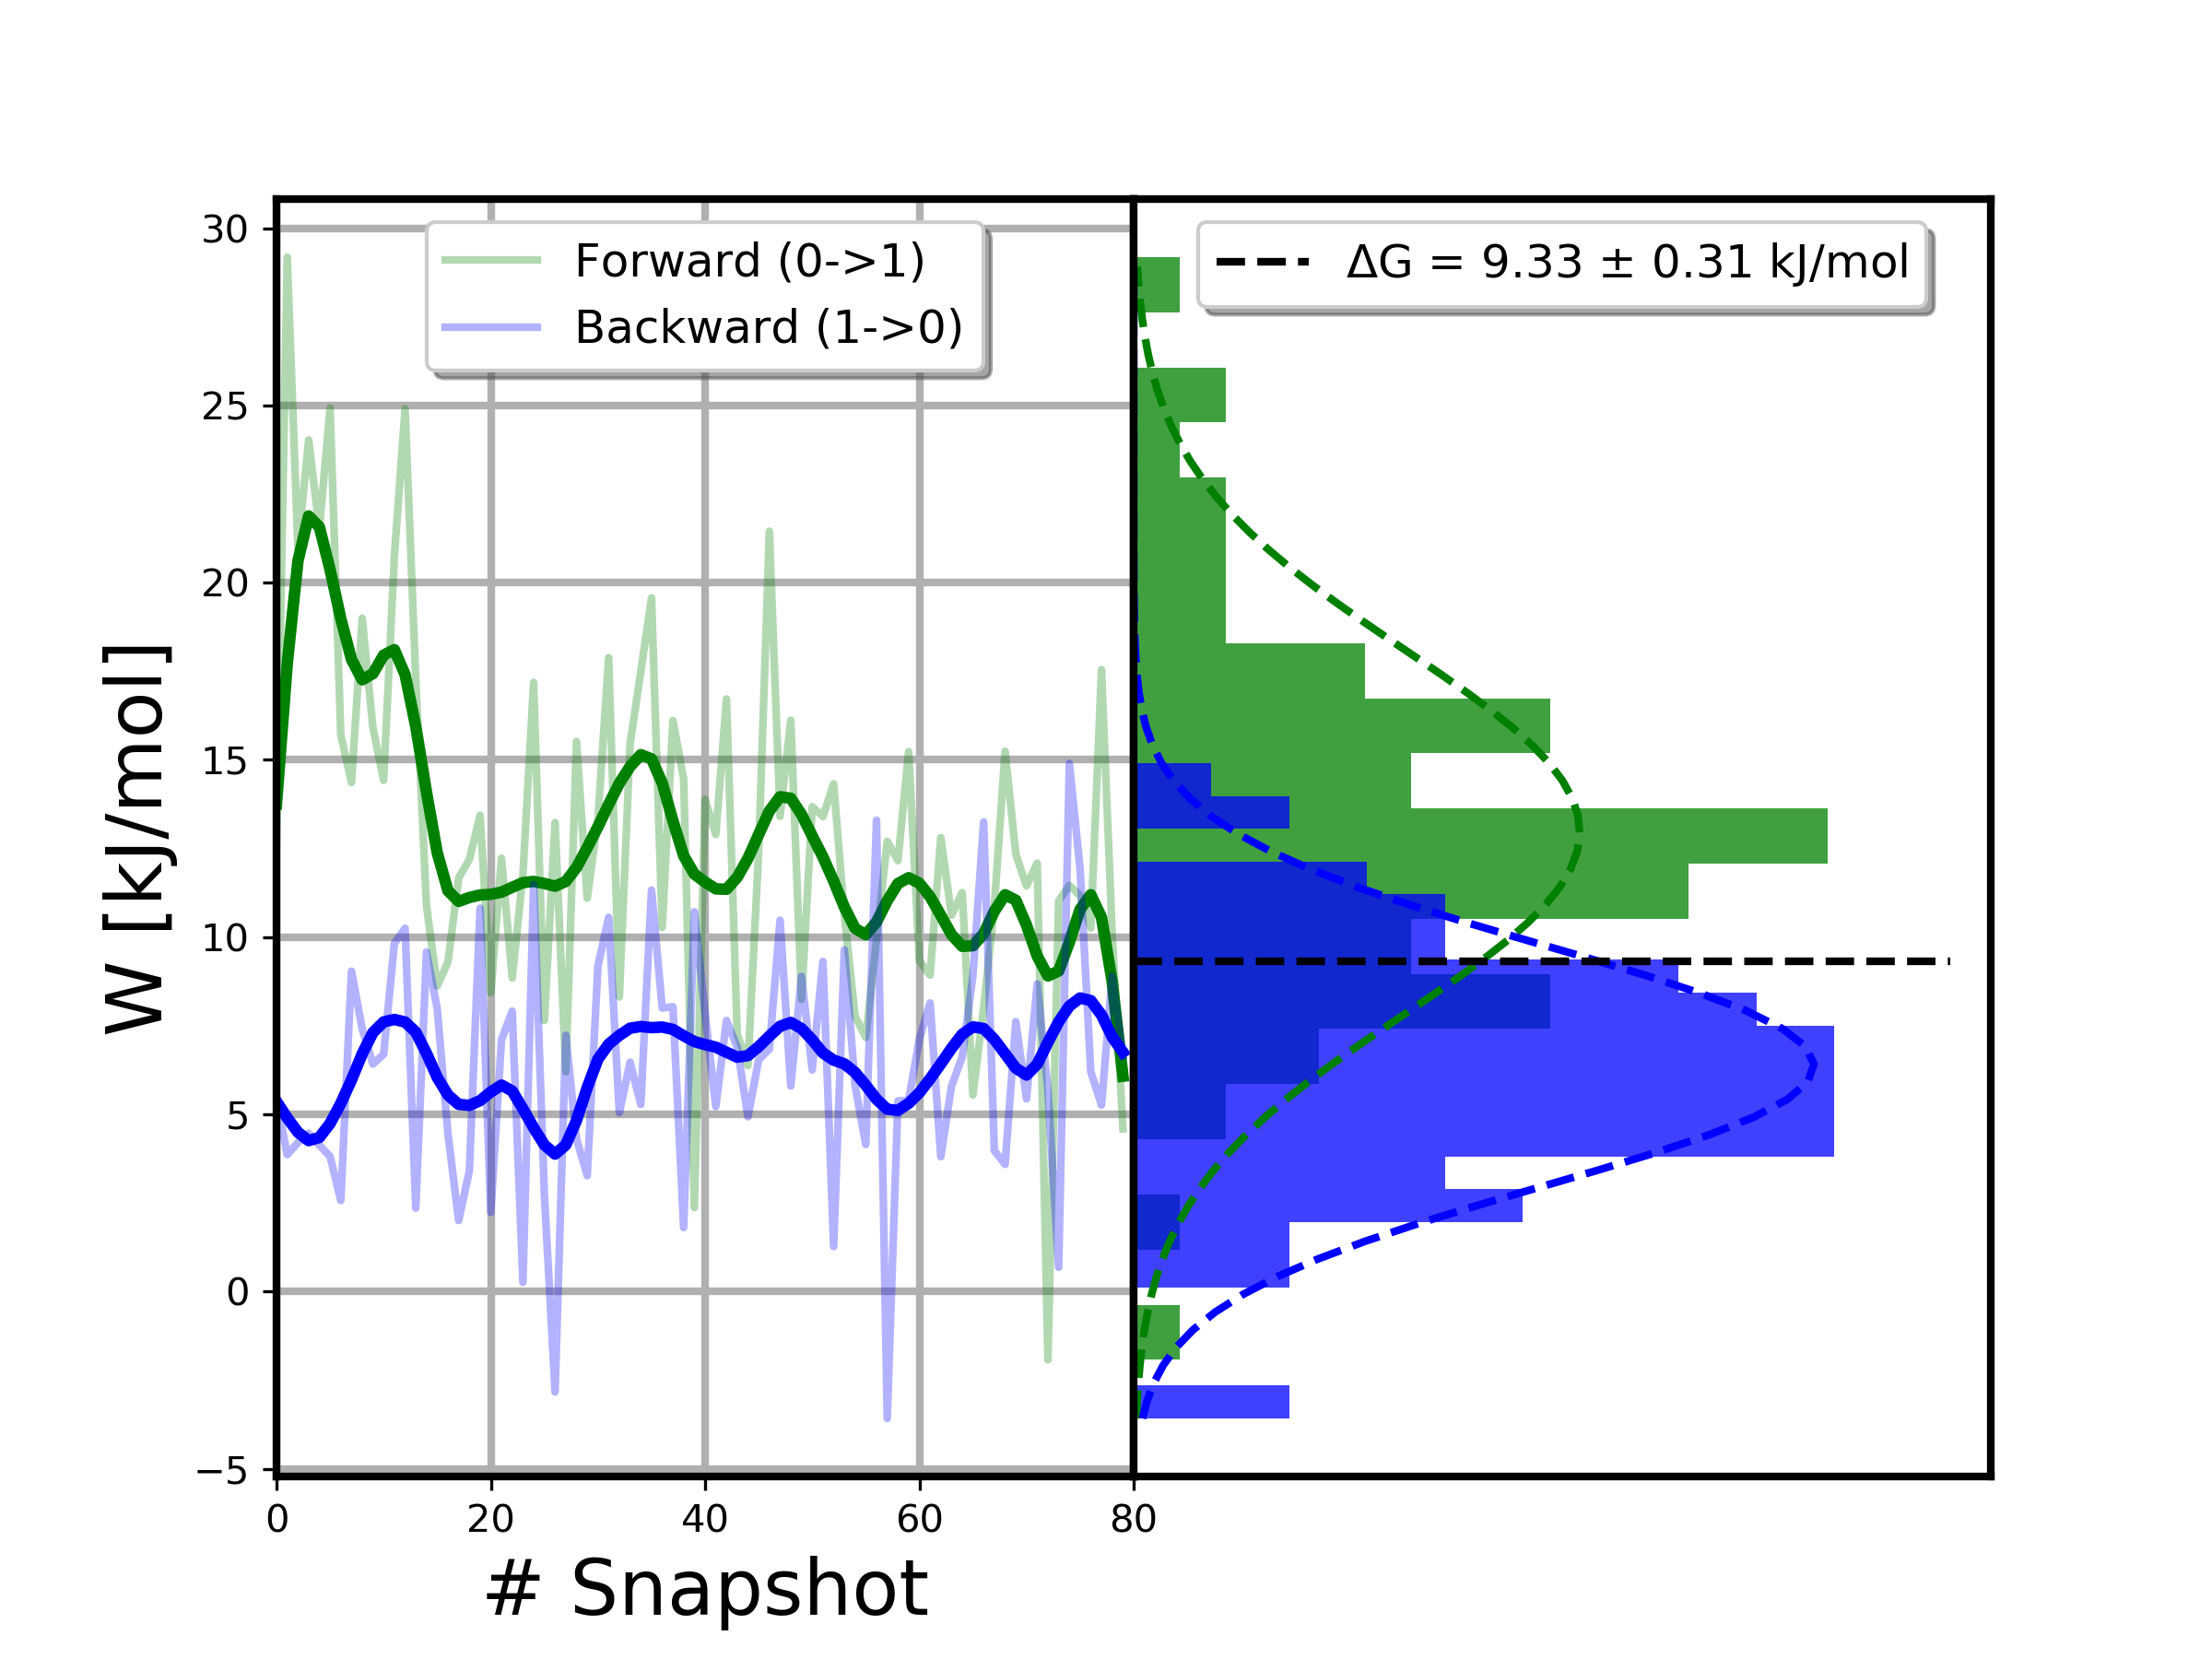 30
25
20
15
10
5
0
−5
W [kJ/mol]
Forward (0->1)
Backward (1->0)
ΔG = 9.33 ± 0.31 kJ/mol
0 20 40 60 80
# Snapshot